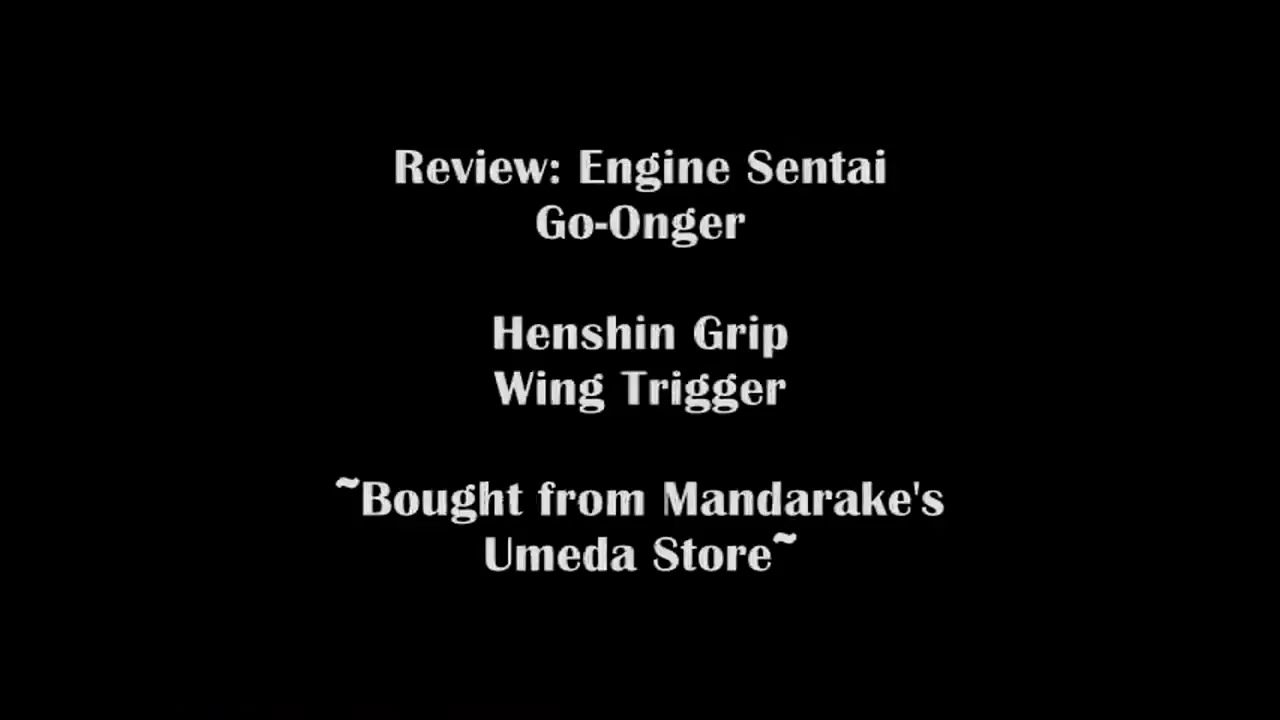 Review: Engine Sentai
Go-Onger
Henshin Grip
Wing Trigger
~Bought from Mandarake's
Umeda Store~